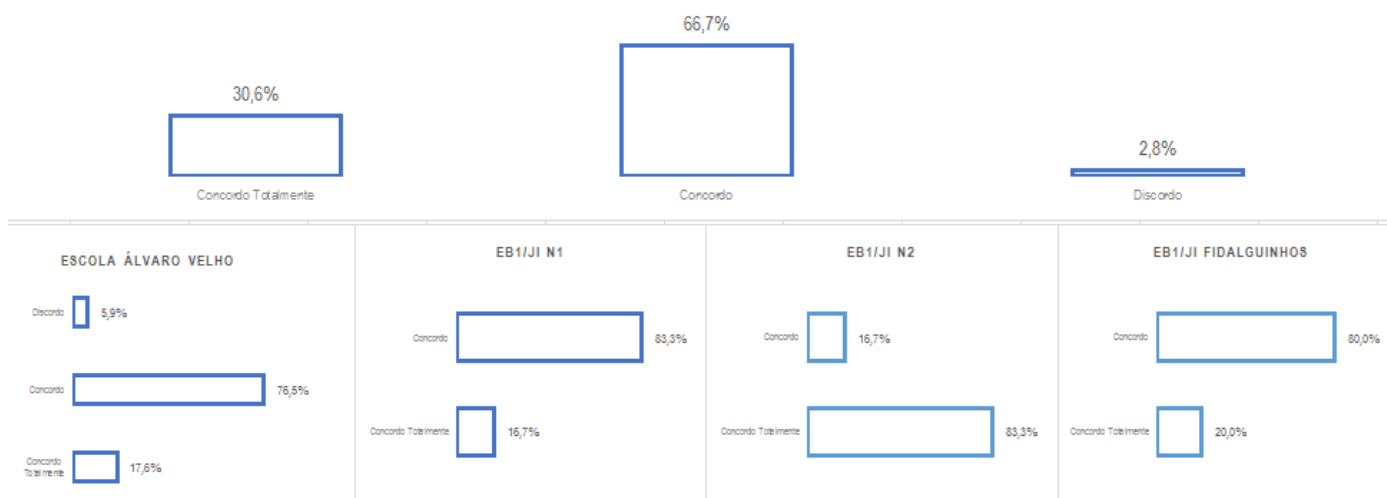 66,7%
30,6%
2,8%
Concordo Totalmente
Concordo
Discordo
ESCOLA ÁLVARO VELHO
Discordo
5,9%
Concordo
76,5%
Concordo
Totalmente
17,6%
EB1/JI N1
Concordo
83,3%
Concordo Totalmente
16,7%
EB1/JI N2
Concordo
16,7%
Concordo Totalmente
83,3%
EB1/JI FIDALGUINHOS
Concordo
80,0%
Concordo Totalmente
20,0%